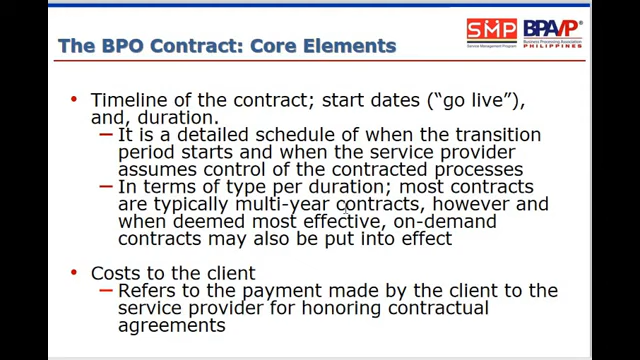 The BPO Contract: Core Elements
SMP
Service Management Program
BPAP
Business Processing Association
PHILIPPINES
• Timeline of the contract; start dates (“go live”),
and, duration.
– It is a detailed schedule of when the transition
period starts and when the service provider
assumes control of the contracted processes
– In terms of type per duration; most contracts
are typically multi-year contracts, however and
when deemed most effective, on-demand
contracts may also be put into effect
• Costs to the client
– Refers to the payment made by the client to the
service provider for honoring contractual
agreements